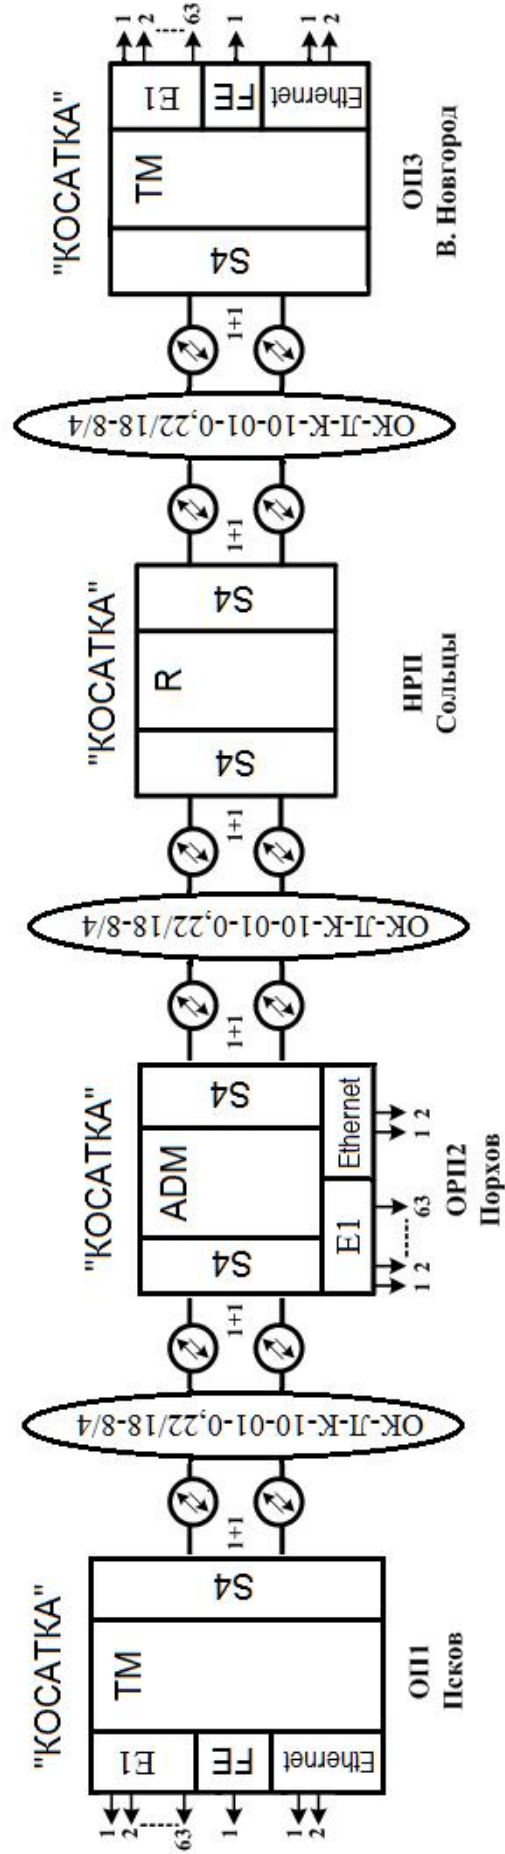 "КОСАТКА"
1
2
63
1
1
2
E1
FE
Ethernet
TM
S4
ОП1
Псков
1+1
ОК-Л-К-10-01-0,22/18-8/4
1+1
"КОСАТКА"
S4
ADM
S4
E1
Ethernet
1 2
63
1 2
ОРП2
Порхов
1+1
ОК-Л-К-10-01-0,22/18-8/4
1+1
"КОСАТКА"
S4
R
S4
НРП
Сольцы
1+1
ОК-Л-К-10-01-0,22/18-8/4
1+1
"КОСАТКА"
S4
TM
E1
FE
Ethernet
1
2
63
1
1
2
ОП3
В. Новгород